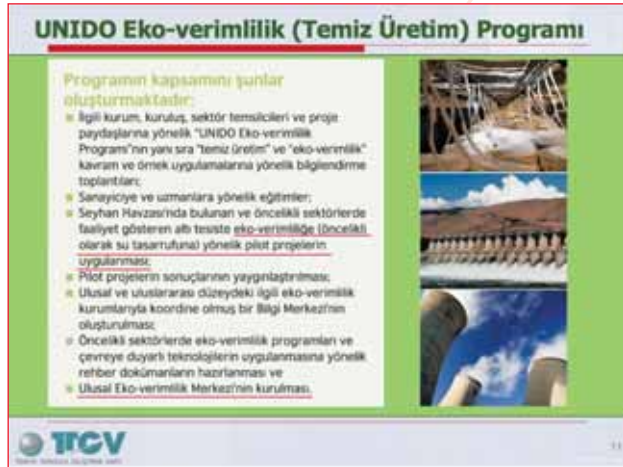 UNIDO Eko-verimlilik (Temiz Üretim) Programı
Programın kapsamını şunlar
oluşturmaktadır:
İlgili kurum, kuruluş, sektör temsilcileri ve proje
paydaşlarına yönelik "UNIDO Eko-verimlilik
Programı"nın yanı sıra "temiz üretim" ve "eko-verimlilik"
kavram ve örnek uygulamalarına yönelik bilgilendirme
toplantıları;
Sanayiciye ve uzmanlara yönelik eğitimler;
Seyhan Havzası'nda bulunan ve öncelikli sektörlerde
faaliyet gösteren altı tesiste eko-verimliliğe (öncelikli
olarak su tasarrufuna) yönelik pilot projelerin
uygulanması;
Pilot projelerin sonuçlarının yaygınlaştırılması;
Ulusal ve uluslararası düzeydeki ilgili eko-verimlilik
kurumlarıyla koordine olmuş bir Bilgi Merkezi'nin
oluşturulması;
Öncelikli sektörlerde eko-verimlilik programları ve
çevreye duyarlı teknolojilerin uygulanmasına yönelik
rehber dokümanların hazırlanması ve
Ulusal Eko-verimlilik Merkezi'nin kurulması.
TTGV
11